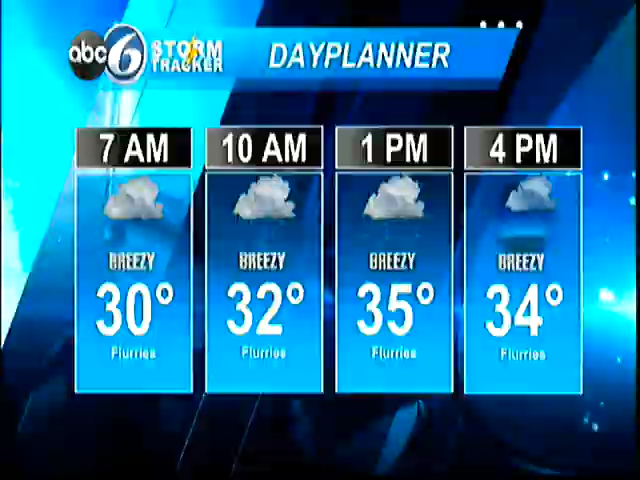 abc 6 STORM TRACKER
DAYPLANNER
7 AM
BREEZY
30°
Flurries
10 AM
BREEZY
32°
Flurries
1 PM
BREEZY
35°
Flurries
4 PM
BREEZY
34°
Flurries